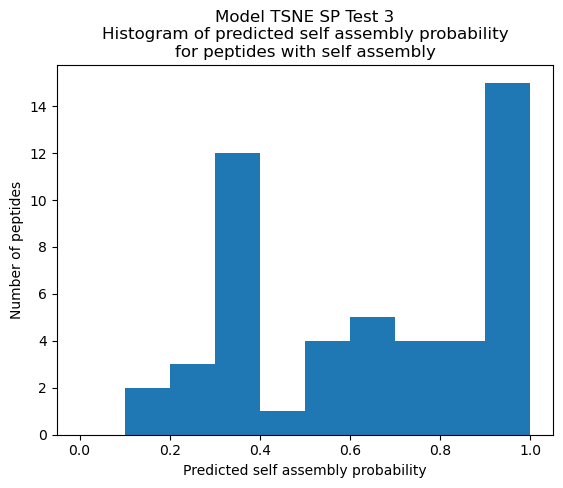 Model TSNE SP Test 3
Histogram of predicted self assembly probability
for peptides with self assembly
14
12
10
8
6
4
2
0
Number of peptides
0.0 0.2 0.4 0.6 0.8 1.0
Predicted self assembly probability